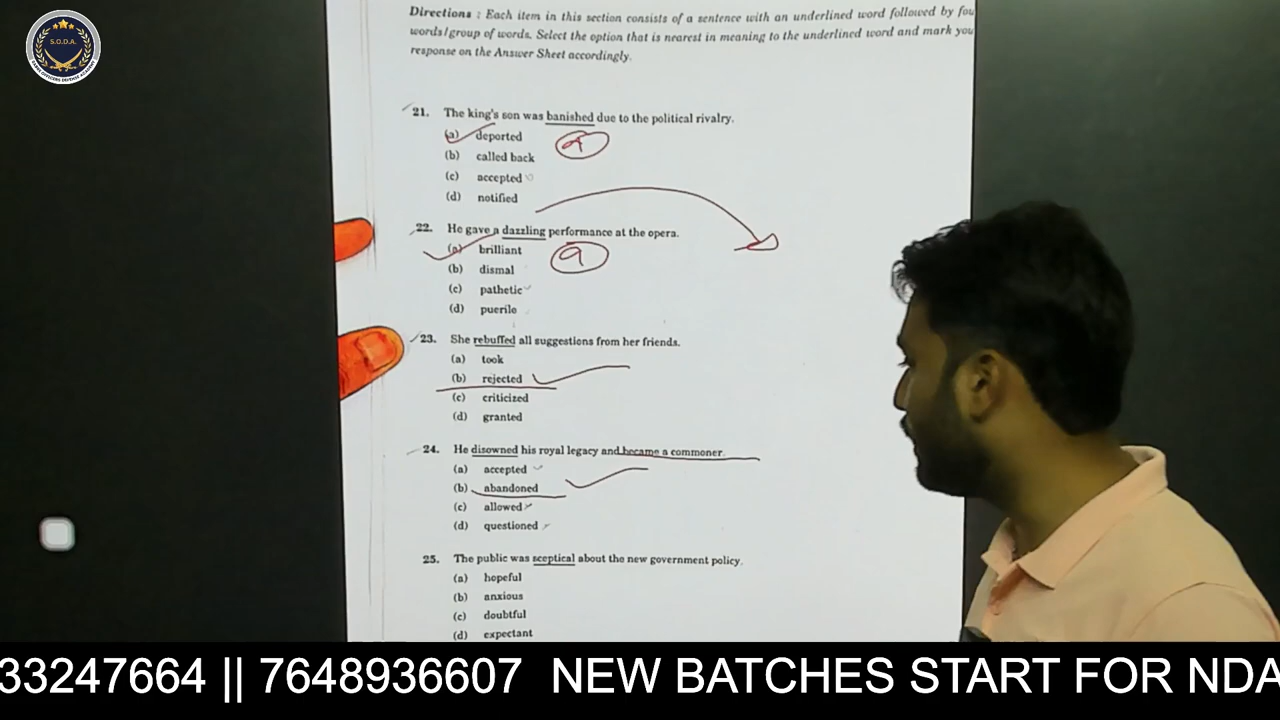 S.O.D.A.
Directions : Each item in this section consists of a sentence with an underlined word followed by fou
words/group of words. Select the option that is nearest in meaning to the underlined word and mark you
response on the Answer Sheet accordingly.
21. The king's son was banished due to the political rivalry.
(a) deported
(b) called back
(c) accepted
(d) notified
22. He gave a dazzling performance at the opera.
(a) brilliant
(b) dismal
(c) pathetic
(d) puerile
23. She rebuffed all suggestions from her friends.
(a) took
(b) rejected
(c) criticized
(d) granted
24. He disowned his royal legacy and became a commoner.
(a) accepted
(b) abandoned
(c) allowed
(d) questioned
25. The public was sceptical about the new government policy.
(a) hopeful
(b) anxious
(c) doubtful
(d) expectant
33247664 || 7648936607 NEW BATCHES START FOR NDA